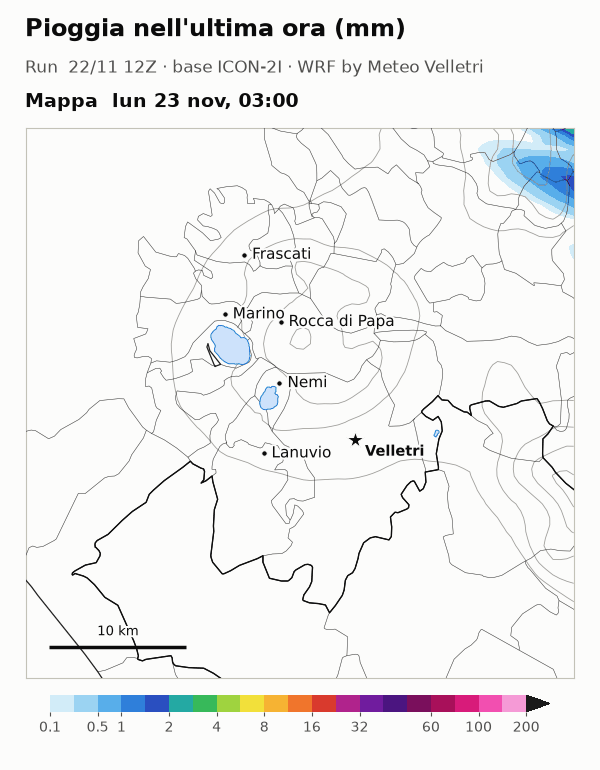 Pioggia nell'ultima ora (mm)
Run  22/11 12Z · base ICON-2I · WRF by Meteo Velletri
Mappa  lun 23 nov, 03:00
Frascati
Marino
Rocca di Papa
Nemi
Lanuvio
Velletri
10 km
0.1 0.5 1 2 4 8 16 32 60 100 200